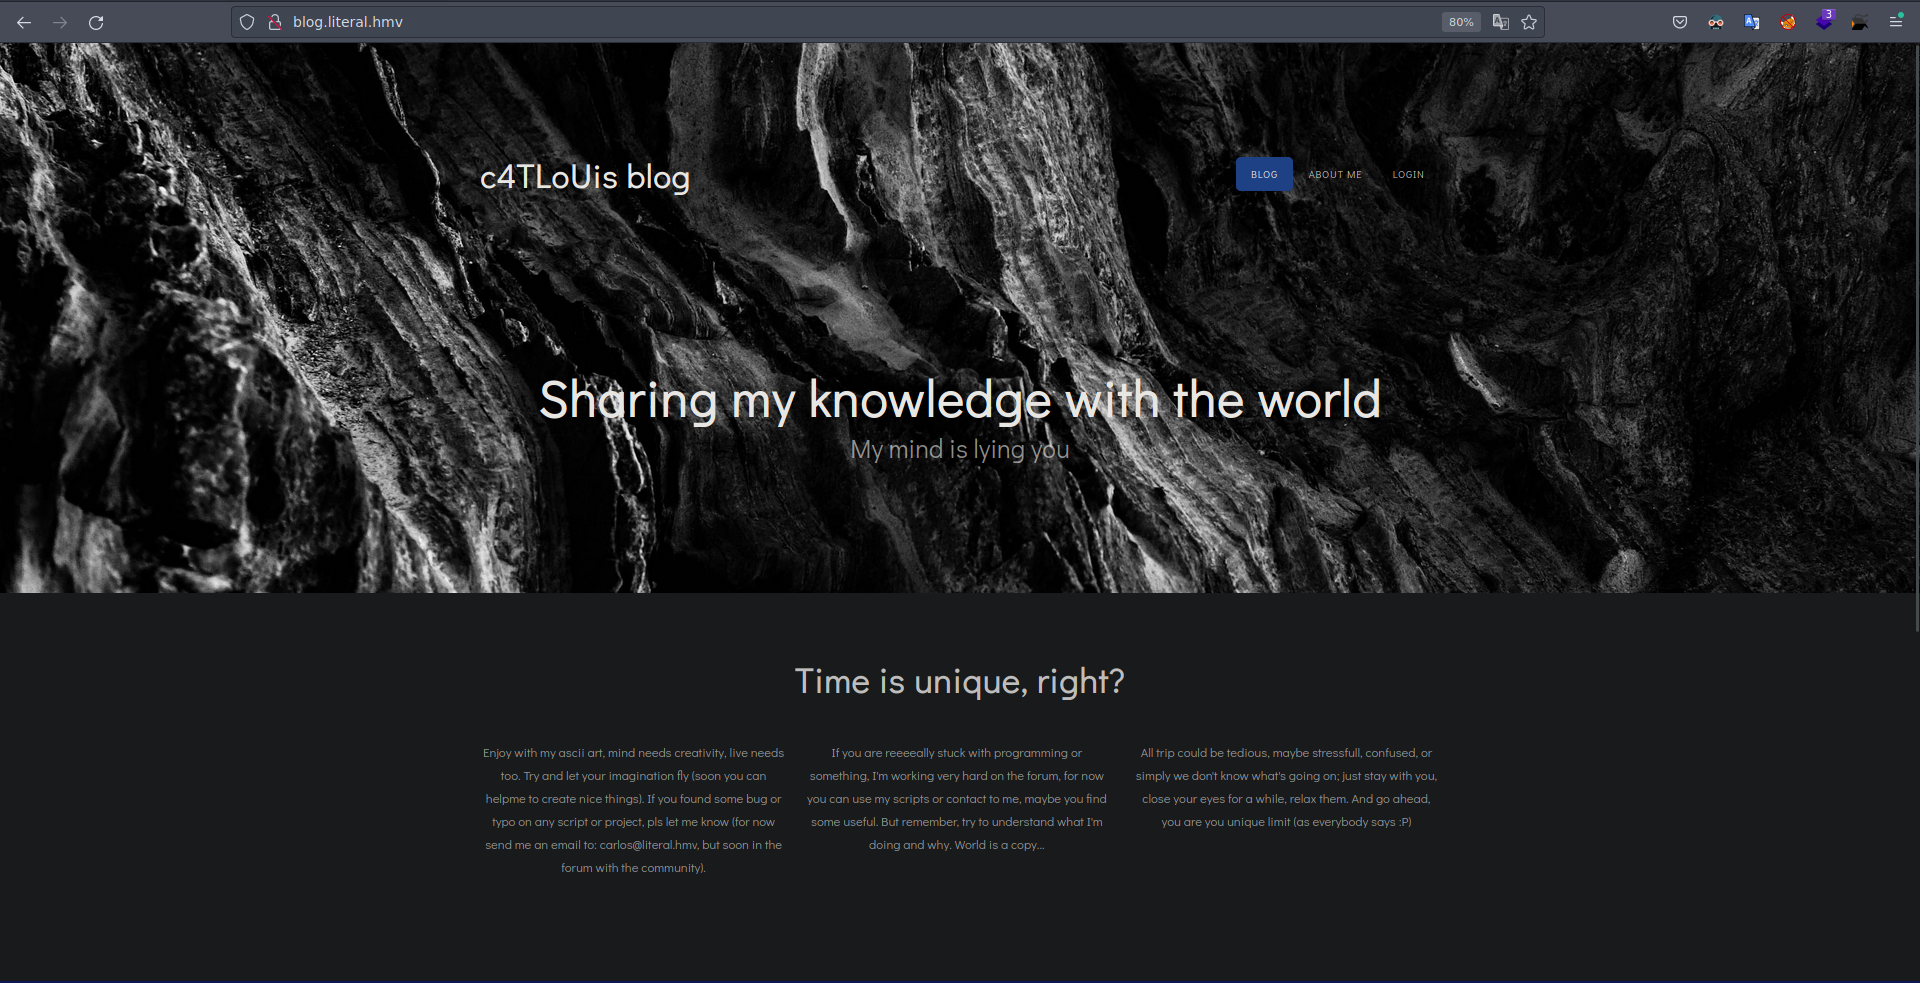 blog.literal.hmv
80%
3
c4TLoUis blog
BLOG
ABOUT ME
LOGIN
Sharing my knowledge with the world
My mind is lying you
Time is unique, right?
Enjoy with my ascii art, mind needs creativity, live needs
too. Try and let your imagination fly (soon you can
helpme to create nice things). If you found some bug or
typo on any script or project, pls let me know (for now
send me an email to: carlos@literal.hmv, but soon in the
forum with the community).
If you are reeeeally stuck with programming or
something, I'm working very hard on the forum, for now
you can use my scripts or contact to me, maybe you find
some useful. But remember, try to understand what I'm
doing and why. World is a copy...
All trip could be tedious, maybe stressfull, confused, or
simply we don't know what's going on; just stay with you,
close your eyes for a while, relax them. And go ahead,
you are you unique limit (as everybody says :P)